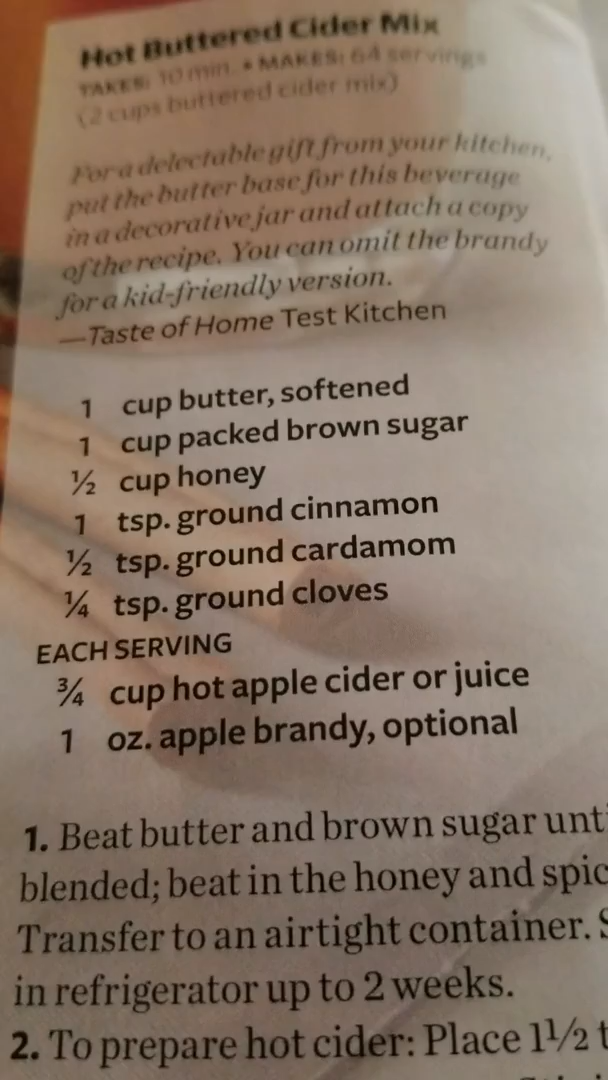 Hot Buttered Cider Mix
TAKES: 10 min. • MAKES: 64 servings
(2 cups buttered cider mix)
For a delectable gift from your kitchen,
put the butter base for this beverage
in a decorative jar and attach a copy
of the recipe. You can omit the brandy
for a kid-friendly version.
—Taste of Home Test Kitchen
1 cup butter, softened
1 cup packed brown sugar
½ cup honey
1 tsp. ground cinnamon
½ tsp. ground cardamom
¼ tsp. ground cloves
EACH SERVING
¾ cup hot apple cider or juice
1 oz. apple brandy, optional
1. Beat butter and brown sugar unti
blended; beat in the honey and spic
Transfer to an airtight container. S
in refrigerator up to 2 weeks.
2. To prepare hot cider: Place 1½ t